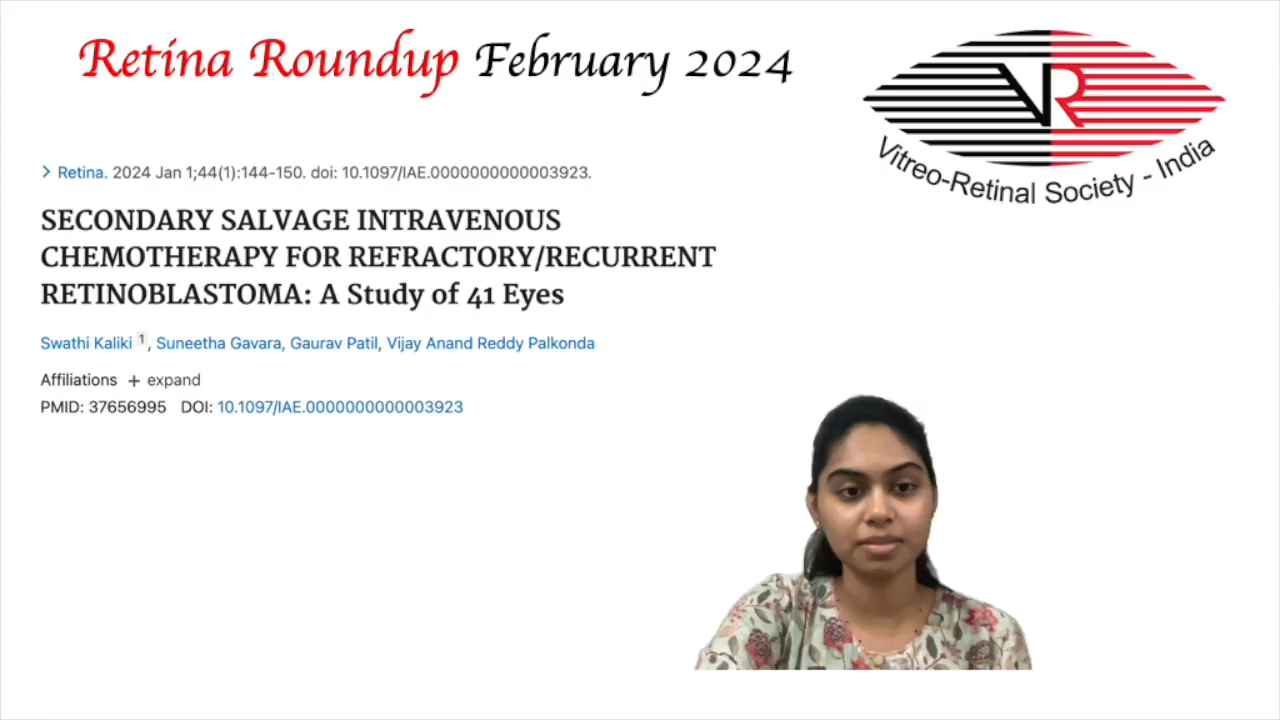 Retina Roundup February 2024
VR
Vitreo-Retinal Society - India
> Retina. 2024 Jan 1;44(1):144-150. doi: 10.1097/IAE.0000000000003923.
SECONDARY SALVAGE INTRAVENOUS
CHEMOTHERAPY FOR REFRACTORY/RECURRENT
RETINOBLASTOMA: A Study of 41 Eyes
Swathi Kaliki 1, Suneetha Gavara, Gaurav Patil, Vijay Anand Reddy Palkonda
Affiliations + expand
PMID: 37656995 DOI: 10.1097/IAE.0000000000003923